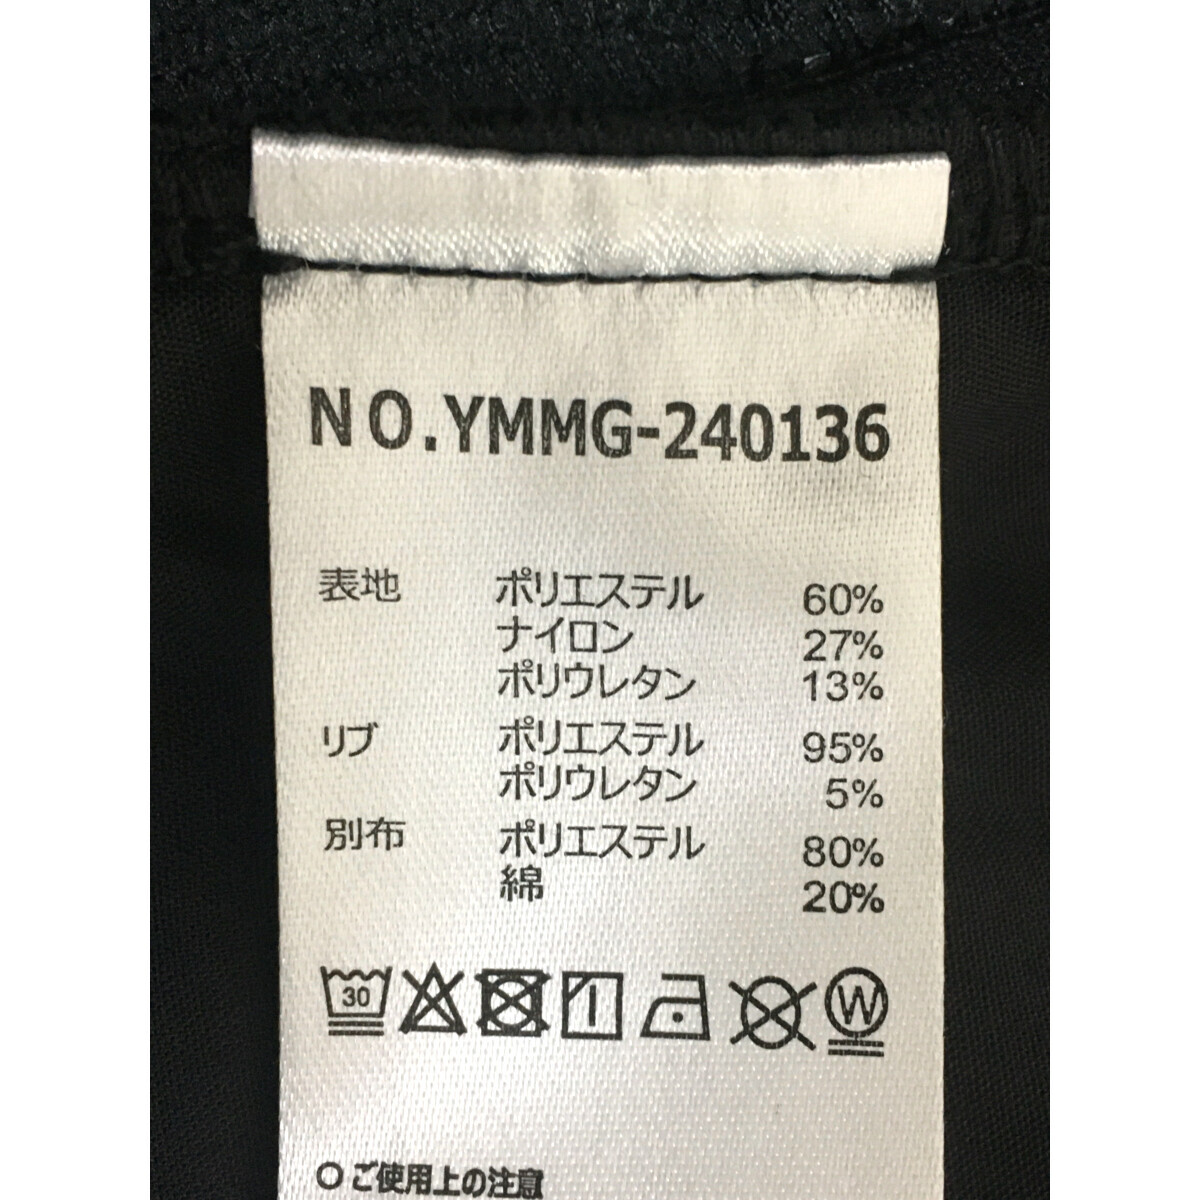 NO.YMMG-240136
表地 ポリエステル 60%
ナイロン 27%
ポリウレタン 13%
リブ ポリエステル 95%
ポリウレタン 5%
別布 ポリエステル 80%
綿 20%
30 W
○ご使用上の注意